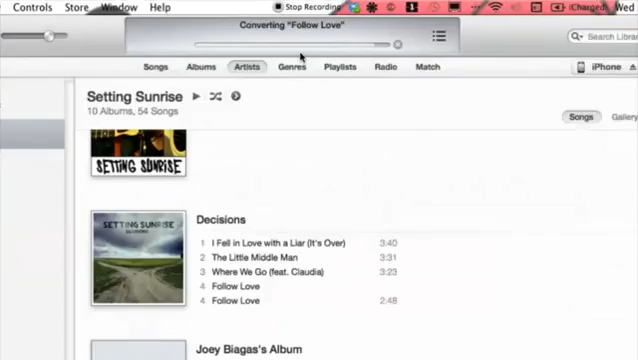 Controls Store Stop Recording iCharged Wed
Converting "Follow Love"
Search Librar
Songs Albums Artists Genres Playlists Radio Match iPhone
Setting Sunrise
10 Albums, 54 Songs
Songs Gallery
SETTING SUNRISE
Decisions
SETTING SUNRISE
DECISIONS
1 I Fell in Love with a Liar (It's Over) 3:40
2 The Little Middle Man 3:31
3 Where We Go (feat. Claudia) 3:23
4 Follow Love
4 Follow Love 2:48
Joey Biagas's Album